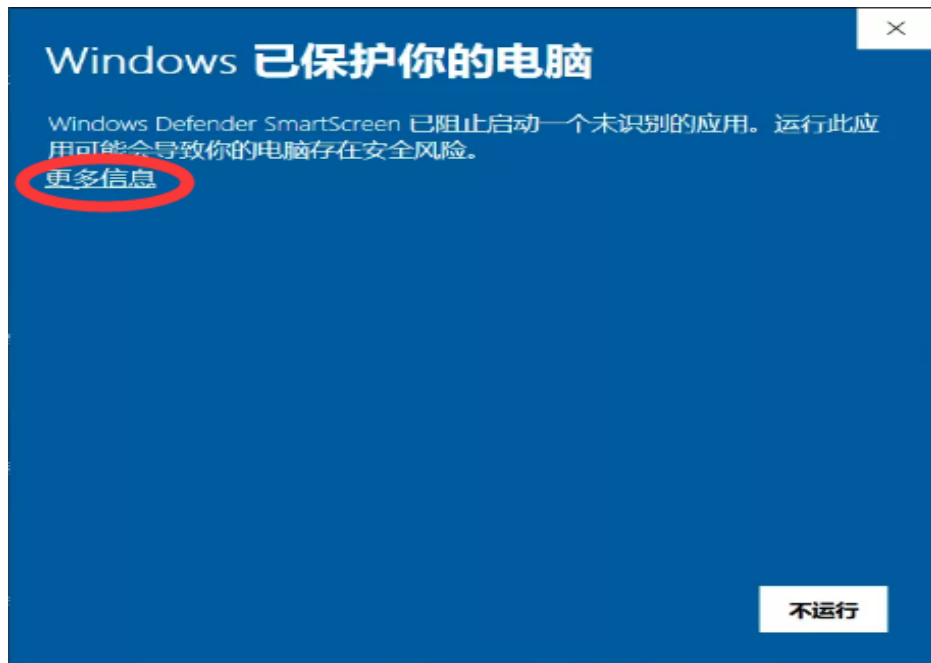 Windows 已保护你的电脑
Windows Defender SmartScreen 已阻止启动一个未识别的应用。运行此应
用可能会导致你的电脑存在安全风险。
更多信息
不运行